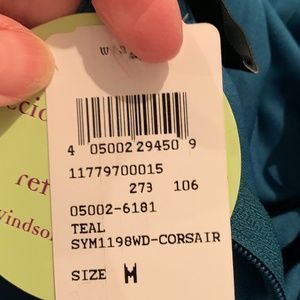 4 05002 29450 9
11779700015
273 106
05002-6181
TEAL
SYM1198WD-CORSAIR
SIZE M